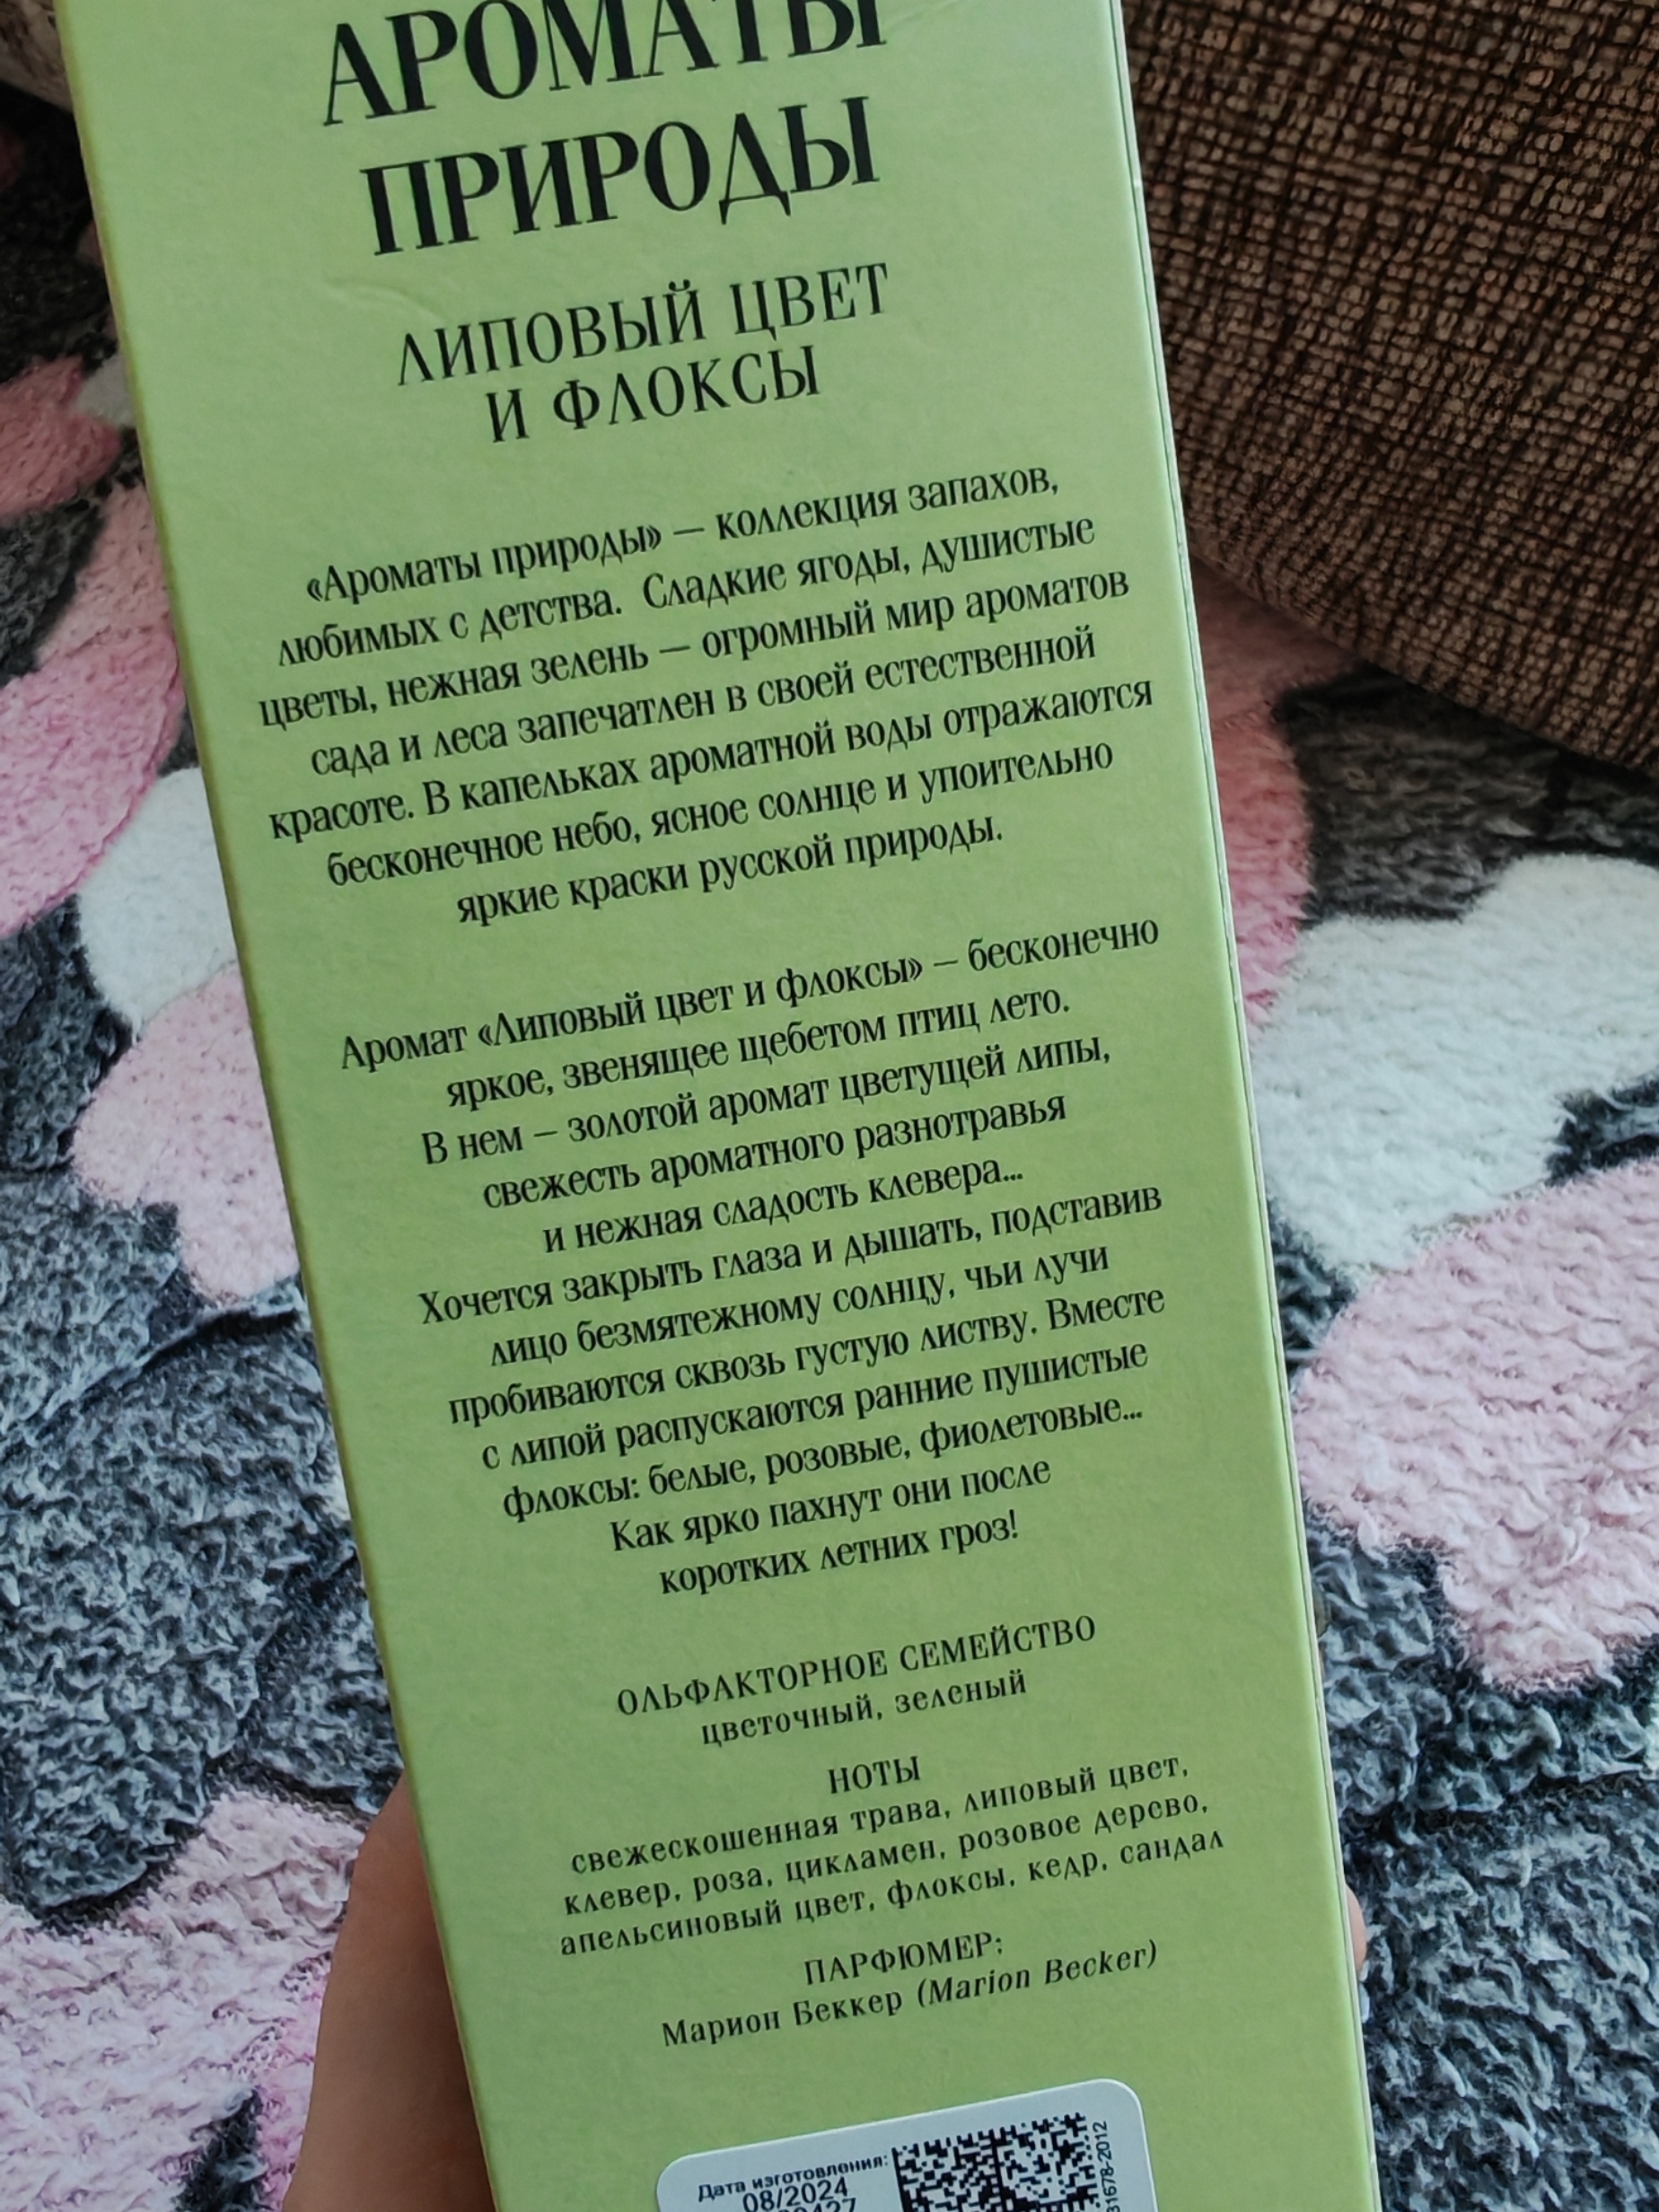 АРОМАТЫ
ПРИРОДЫ
ЛИПОВЫЙ ЦВЕТ
И ФЛОКСЫ
«Ароматы природы» — коллекция запахов,
любимых с детства. Сладкие ягоды, душистые
цветы, нежная зелень — огромный мир ароматов
сада и леса запечатлен в своей естественной
красоте. В капельках ароматной воды отражаются
бесконечное небо, ясное солнце и упоительно
яркие краски русской природы.
Аромат «Липовый цвет и флоксы» — бесконечно
яркое, звенящее щебетом птиц лето.
В нем — золотой аромат цветущей липы,
свежесть ароматного разнотравья
и нежная сладость клевера...
Хочется закрыть глаза и дышать, подставив
лицо безмятежному солнцу, чьи лучи
пробиваются сквозь густую листву. Вместе
с липой распускаются ранние пушистые
флоксы: белые, розовые, фиолетовые...
Как ярко пахнут они после
коротких летних гроз!
ОЛЬФАКТОРНОЕ СЕМЕЙСТВО
цветочный, зеленый
НОТЫ
свежескошенная трава, липовый цвет,
клевер, роза, цикламен, розовое дерево,
апельсиновый цвет, флоксы, кедр, сандал
ПАРФЮМЕР:
Марион Беккер (Marion Becker)
Дата изготовления:
08/2024